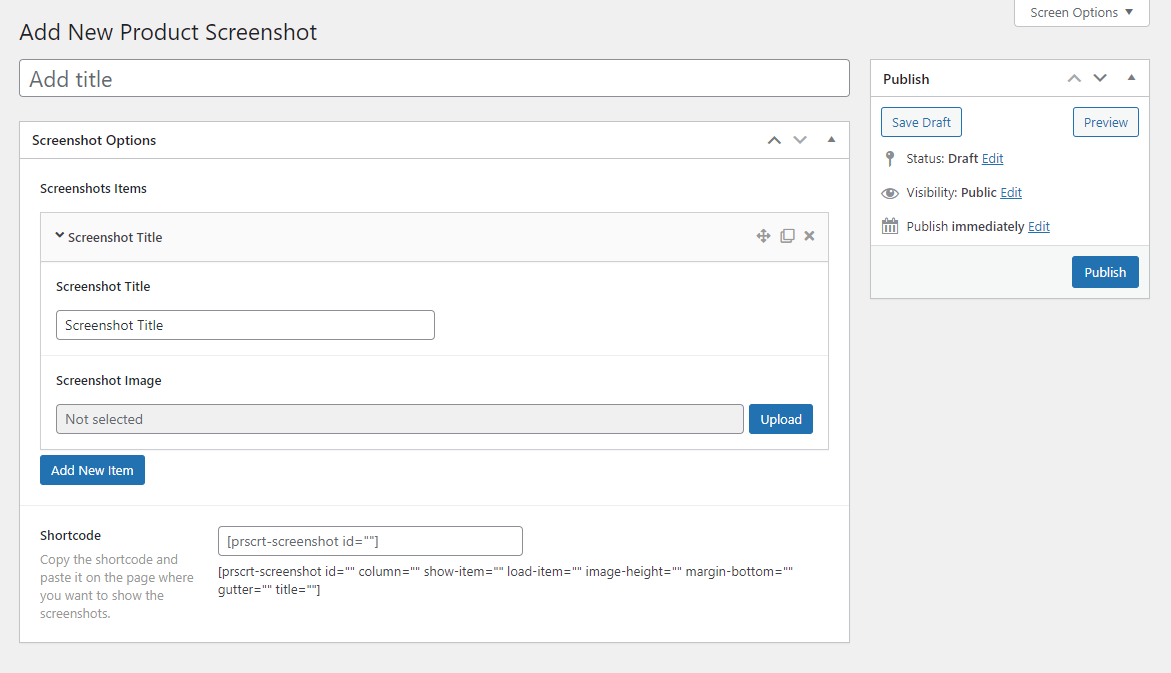 Screen Options
Add New Product Screenshot
Add title
Screenshot Options
Screenshots Items
Screenshot Title
Screenshot Title
Screenshot Title
Screenshot Image
Not selected
Upload
Add New Item
Shortcode
Copy the shortcode and
paste it on the page where
you want to show the
screenshots.
[prscrt-screenshot id=""]
[prscrt-screenshot id="" column="" show-item="" load-item="" image-height="" margin-bottom=""
gutter="" title=""]
Publish
Save Draft
Preview
Status: Draft Edit
Visibility: Public Edit
Publish immediately Edit
Publish